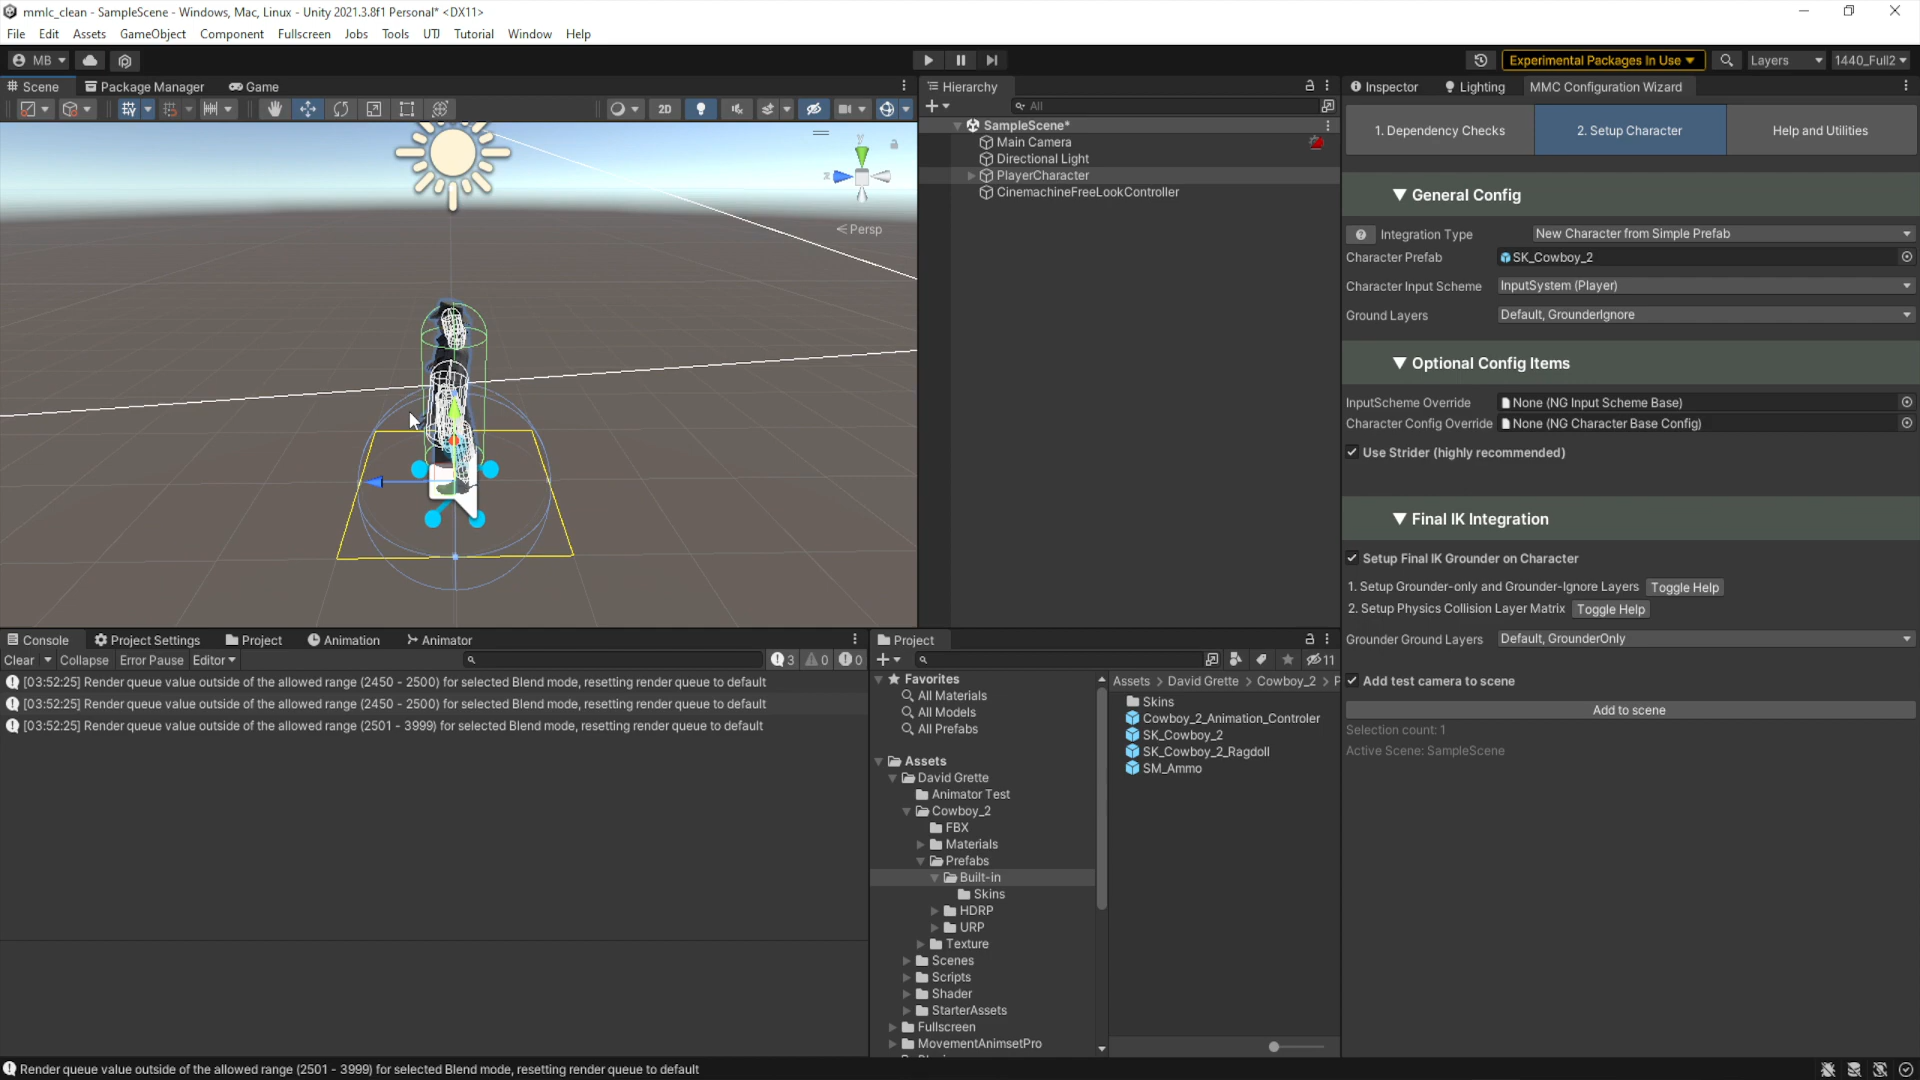 mmlc_clean - SampleScene - Windows, Mac, Linux - Unity 2021.3.8f1 Personal* <DX11>
File Edit Assets GameObject Component Fullscreen Jobs Tools UTJ Tutorial Window Help
MB
Experimental Packages In Use
Layers
1440_Full2
Scene
Package Manager
Game
2D
y
z
Persp
Hierarchy
All
SampleScene*
Main Camera
Directional Light
PlayerCharacter
CinemachineFreeLookController
Inspector
Lighting
MMC Configuration Wizard
1. Dependency Checks
2. Setup Character
Help and Utilities
General Config
Integration Type New Character from Simple Prefab
Character Prefab SK_Cowboy_2
Character Input Scheme InputSystem (Player)
Ground Layers Default, GrounderIgnore
Optional Config Items
InputScheme Override None (NG Input Scheme Base)
Character Config Override None (NG Character Base Config)
Use Strider (highly recommended)
Final IK Integration
Setup Final IK Grounder on Character
1. Setup Grounder-only and Grounder-Ignore Layers Toggle Help
2. Setup Physics Collision Layer Matrix Toggle Help
Grounder Ground Layers Default, GrounderOnly
Add test camera to scene
Add to scene
Selection count: 1
Active Scene: SampleScene
Console
Project Settings
Project
Animation
Animator
Clear Collapse Error Pause Editor
3 0 0
[03:52:25] Render queue value outside of the allowed range (2450 - 2500) for selected Blend mode, resetting render queue to default
[03:52:25] Render queue value outside of the allowed range (2450 - 2500) for selected Blend mode, resetting render queue to default
[03:52:25] Render queue value outside of the allowed range (2501 - 3999) for selected Blend mode, resetting render queue to default
Project
11
Favorites
All Materials
All Models
All Prefabs
Assets
David Grette
Animator Test
Cowboy_2
FBX
Materials
Prefabs
Built-in
Skins
HDRP
URP
Texture
Scenes
Scripts
Shader
StarterAssets
Fullscreen
MovementAnimsetPro
Assets > David Grette > Cowboy_2 > P
Skins
Cowboy_2_Animation_Controler
SK_Cowboy_2
SK_Cowboy_2_Ragdoll
SM_Ammo
Render queue value outside of the allowed range (2501 - 3999) for selected Blend mode, resetting render queue to default